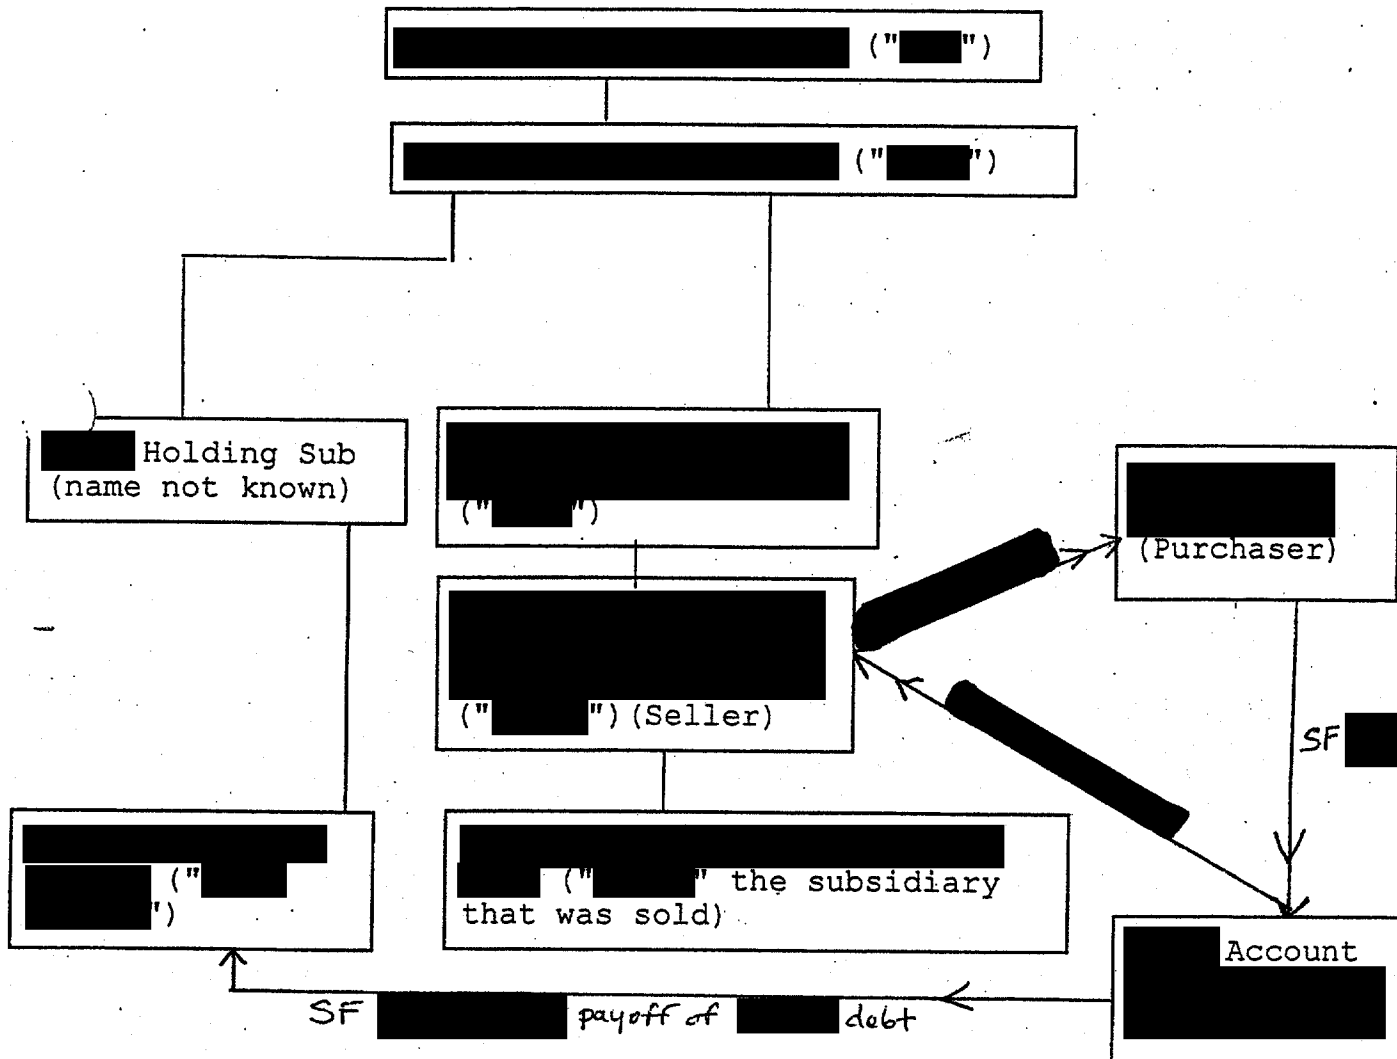 ("")
("")
Holding Sub
(name not known)
("")
(Purchaser)
("") (Seller)
SF
("
")
("" the subsidiary
that was sold)
Account
SF payoff of debt